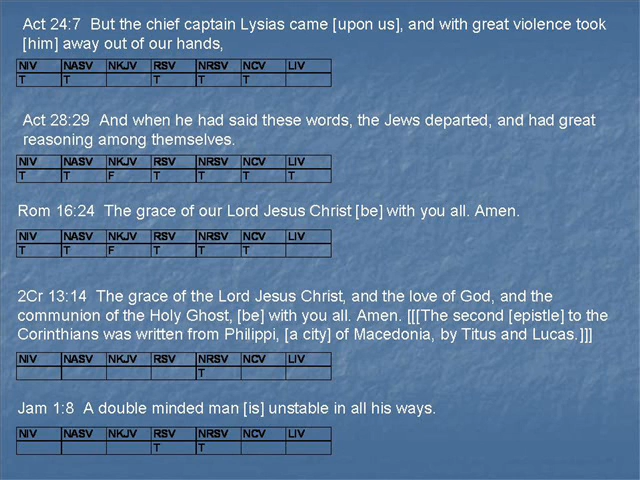 Act 24:7 But the chief captain Lysias came [upon us], and with great violence took
[him] away out of our hands,
NIV NASV NKJV RSV NRSV NCV LIV
T T T T T
Act 28:29 And when he had said these words, the Jews departed, and had great
reasoning among themselves.
NIV NASV NKJV RSV NRSV NCV LIV
T T F T T T T
Rom 16:24 The grace of our Lord Jesus Christ [be] with you all. Amen.
NIV NASV NKJV RSV NRSV NCV LIV
T T F T T T
2Cr 13:14 The grace of the Lord Jesus Christ, and the love of God, and the
communion of the Holy Ghost, [be] with you all. Amen. [[[The second [epistle] to the
Corinthians was written from Philippi, [a city] of Macedonia, by Titus and Lucas.]]]
NIV NASV NKJV RSV NRSV NCV LIV
T
Jam 1:8 A double minded man [is] unstable in all his ways.
NIV NASV NKJV RSV NRSV NCV LIV
T T